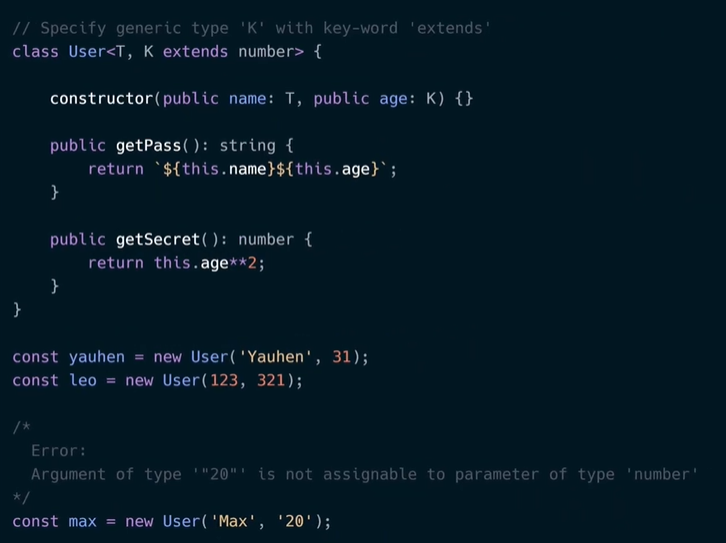 // Specify generic type 'K' with key-word 'extends'
class User<T, K extends number> {
constructor(public name: T, public age: K) {}
public getPass(): string {
return `${this.name}${this.age}`;
}
public getSecret(): number {
return this.age**2;
}
}
const yauhen = new User('Yauhen', 31);
const leo = new User(123, 321);
/*
Error:
Argument of type '"20"' is not assignable to parameter of type 'number'
*/
const max = new User('Max', '20');